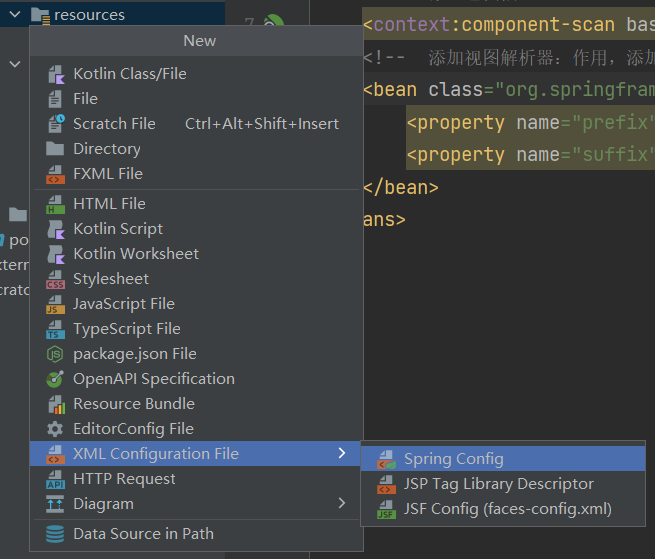 resources
New
Kotlin Class/File
File
Scratch File Ctrl+Alt+Shift+Insert
Directory
FXML File
HTML File
Kotlin Script
Kotlin Worksheet
Stylesheet
JavaScript File
TypeScript File
package.json File
OpenAPI Specification
Resource Bundle
EditorConfig File
XML Configuration File
HTTP Request
Diagram
Data Source in Path
Spring Config
JSP Tag Library Descriptor
JSF Config (faces-config.xml)
po
xtern
crato
7
<context:component-scan bas
<!-- 添加视图解析器：作用，添加
<bean class="org.springfram
<property name="prefix"
<property name="suffix"
</bean>
ans>